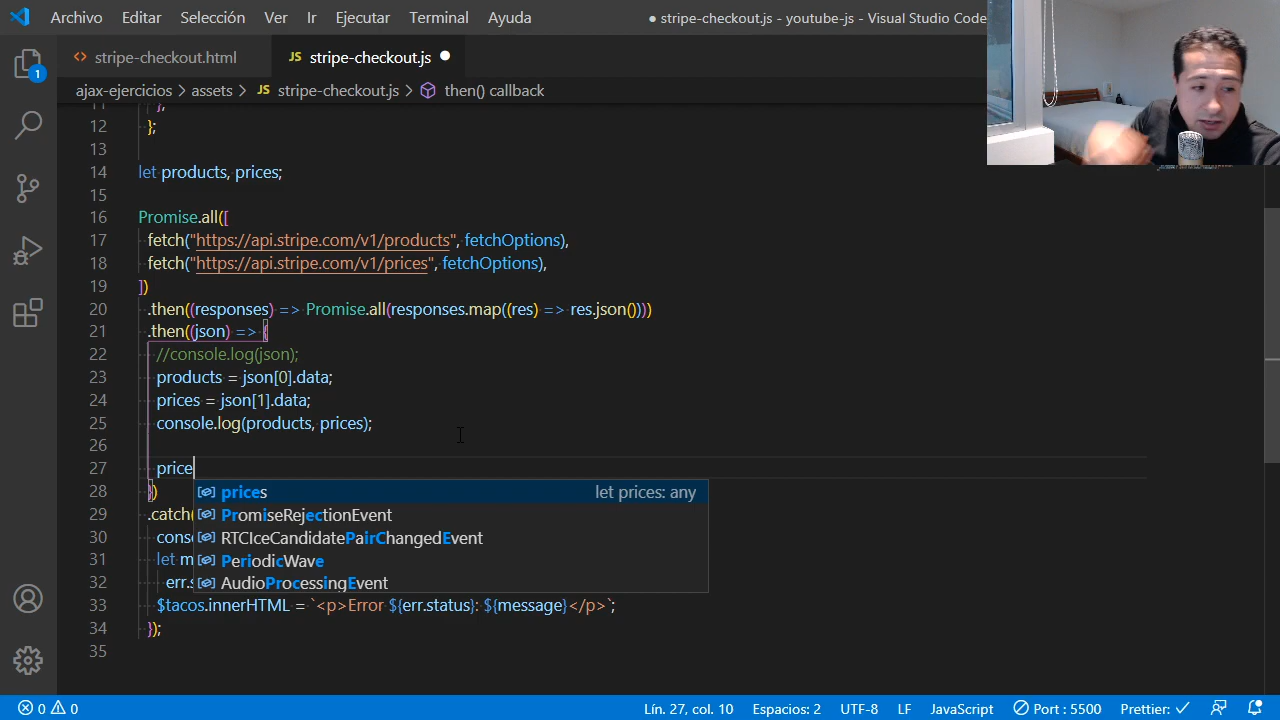 Archivo Editar Selección Ver Ir Ejecutar Terminal Ayuda ● stripe-checkout.js - youtube-js - Visual Studio Code
<> stripe-checkout.html JS stripe-checkout.js ●
1
ajax-ejercicios > assets > JS stripe-checkout.js > then() callback
11 },
12 };
13
14 let products, prices;
15
16 Promise.all([
17 fetch("https://api.stripe.com/v1/products", fetchOptions),
18 fetch("https://api.stripe.com/v1/prices", fetchOptions),
19 ])
20 .then((responses) => Promise.all(responses.map((res) => res.json())))
21 .then((json) => {
22 //console.log(json);
23 products = json[0].data;
24 prices = json[1].data;
25 console.log(products, prices);
26
27 price
28 })
prices let prices: any
29 .catch(
PromiseRejectionEvent
30 cons
RTCIceCandidatePairChangedEvent
31 let m
PeriodicWave
32 err.s
AudioProcessingEvent
33 $tacos.innerHTML = `<p>Error ${err.status}: ${message}</p>`;
34 });
35
0 0 Lín. 27, col. 10 Espacios: 2 UTF-8 LF JavaScript Port : 5500 Prettier: ✓